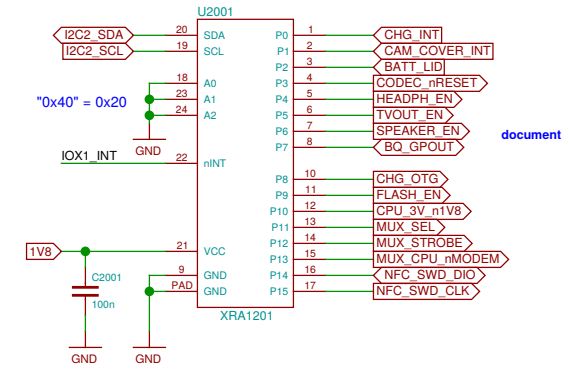 U2001
I2C2_SDA 20 SDA P0 1 CHG_INT
I2C2_SCL 19 SCL P1 2 CAM_COVER_INT
P2 3 BATT_LID
18 A0 P3 4 CODEC_nRESET
"0x40" = 0x20 23 A1 P4 5 HEADPH_EN
24 A2 P5 6 TVOUT_EN
P6 7 SPEAKER_EN document
GND P7 8 BQ_GPOUT
IOX1_INT 22 nINT
P8 10 CHG_OTG
P9 11 FLASH_EN
P10 12 CPU_3V_n1V8
P11 13 MUX_SEL
P12 14 MUX_STROBE
1V8 21 VCC P13 15 MUX_CPU_nMODEM
C2001 9 GND P14 16 NFC_SWD_DIO
PAD GND P15 17 NFC_SWD_CLK
100n
XRA1201
GND GND